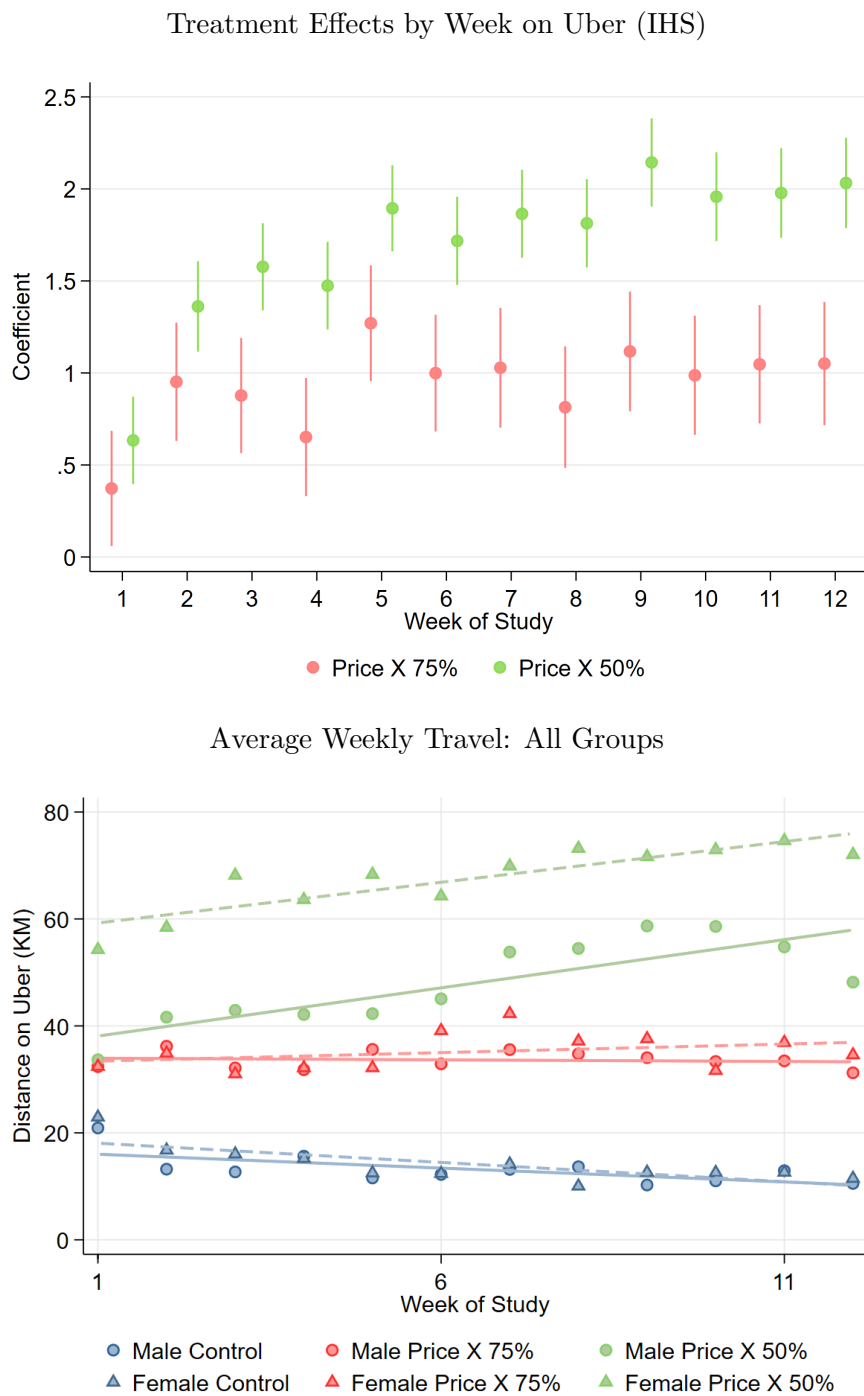 Treatment Effects by Week on Uber (IHS)
2.5
2
1.5
1
.5
0
Coefficient
1 2 3 4 5 6 7 8 9 10 11 12
Week of Study
Price X 75% Price X 50%
Average Weekly Travel: All Groups
80
60
40
20
0
Distance on Uber (KM)
1 6 11
Week of Study
Male Control Male Price X 75% Male Price X 50%
Female Control Female Price X 75% Female Price X 50%